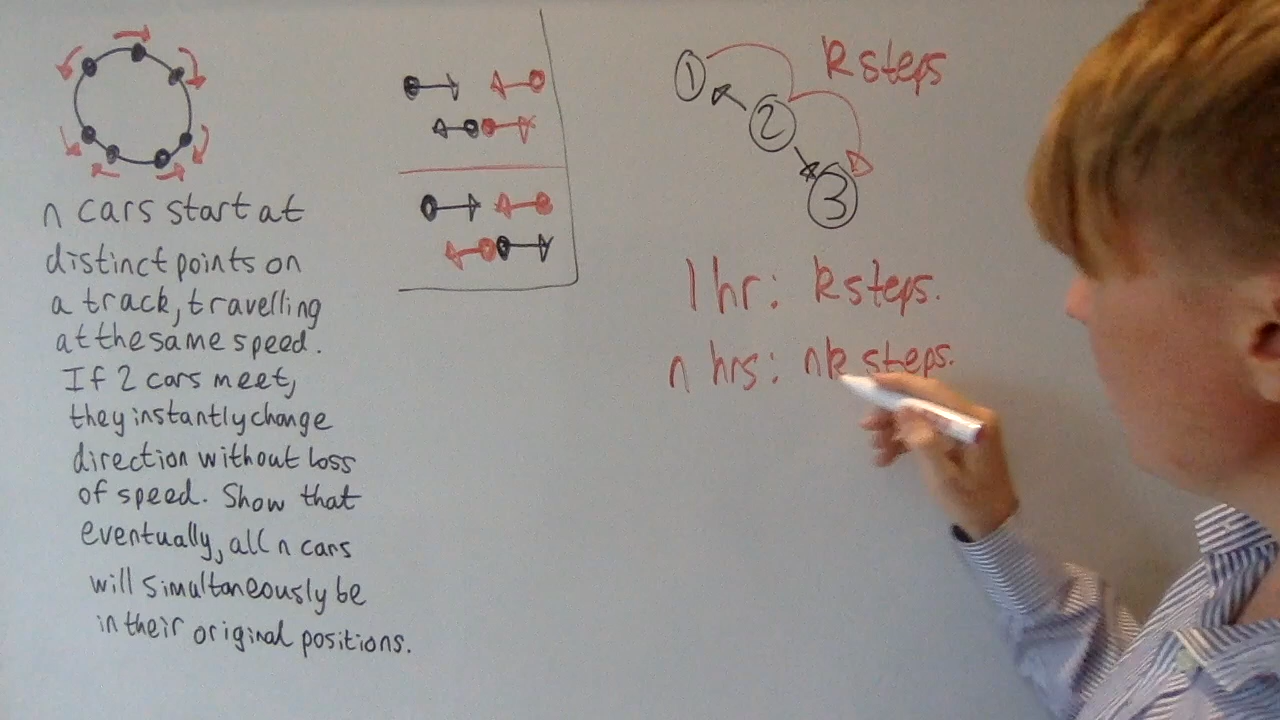 n cars start at
distinct points on
a track, travelling
at the same speed.
If 2 cars meet,
they instantly change
direction without loss
of speed. Show that
eventually, all n cars
will simultaneously be
in their original positions.
1
2
3
k steps
1 hr: k steps.
n hrs: nk steps.